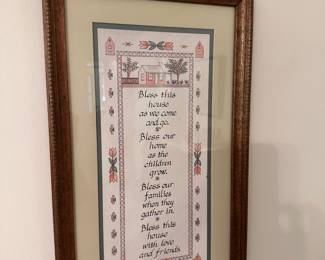 Bless this
house
as we come
and go.
Bless our
home
as the
children
grow.
Bless our
families
when they
gather in.
Bless this
house
with love
and friends.